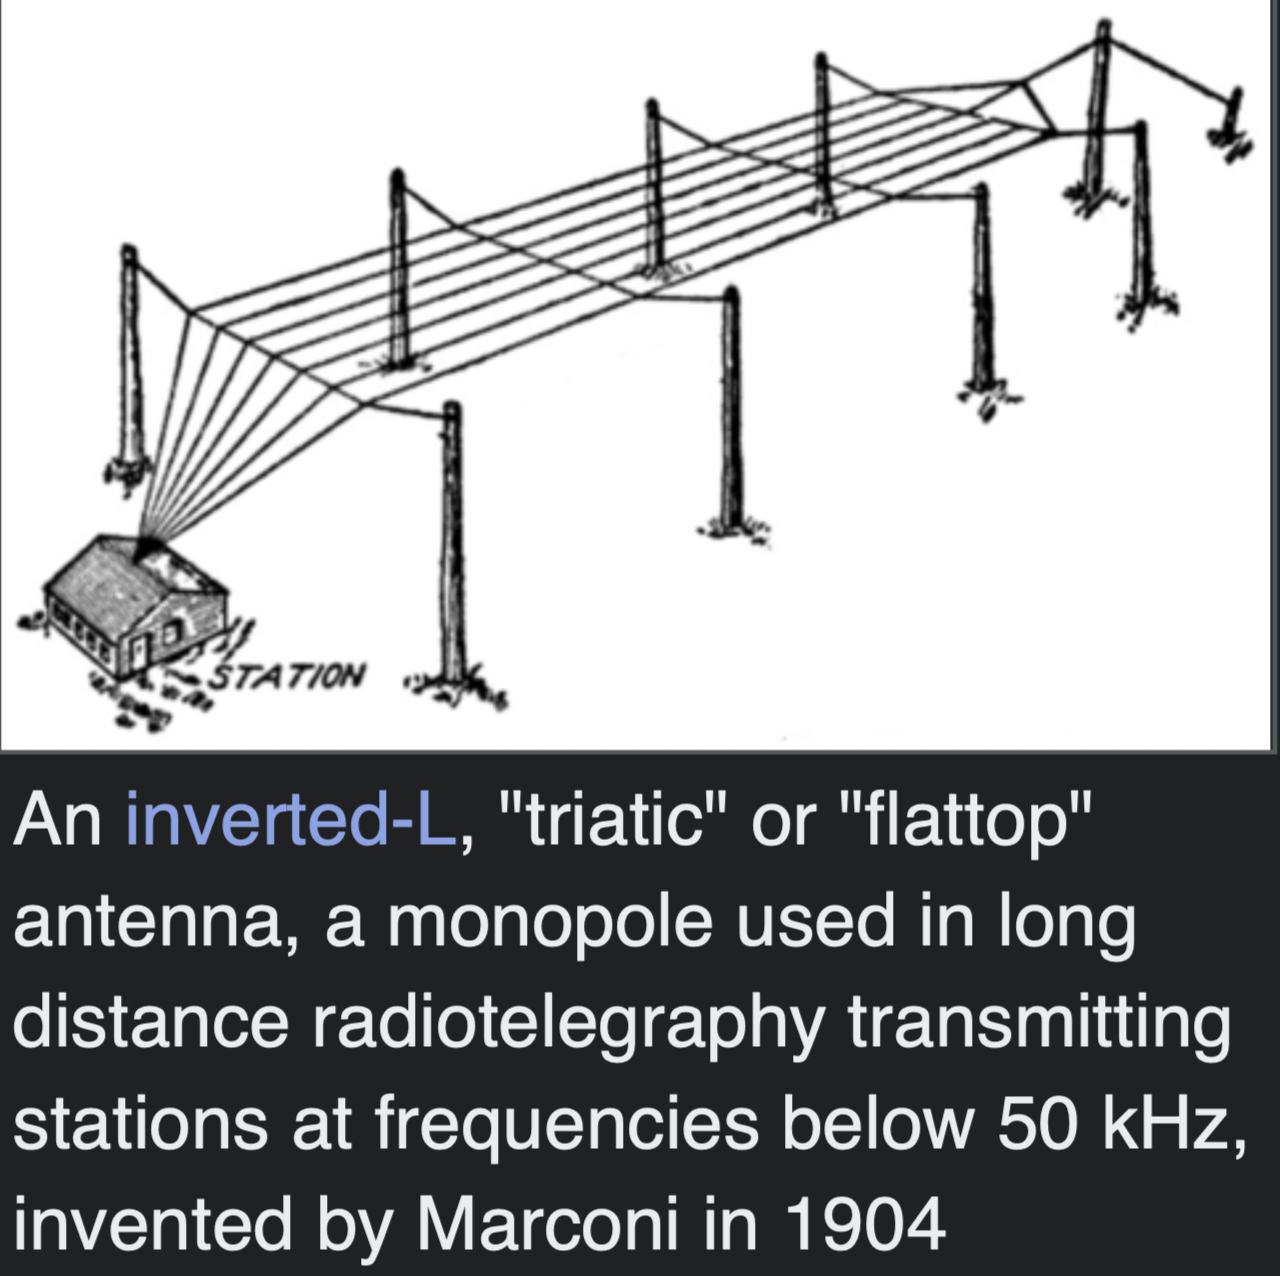 STATION
An inverted-L, "triatic" or "flattop"
antenna, a monopole used in long
distance radiotelegraphy transmitting
stations at frequencies below 50 kHz,
invented by Marconi in 1904